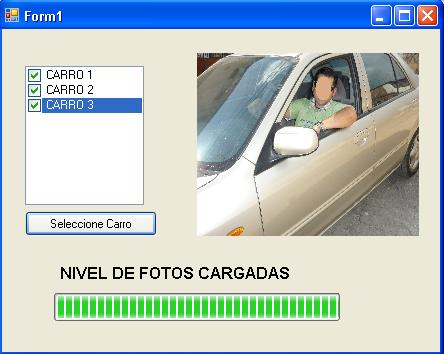 Form1
CARRO 1
CARRO 2
CARRO 3
Seleccione Carro
NIVEL DE FOTOS CARGADAS